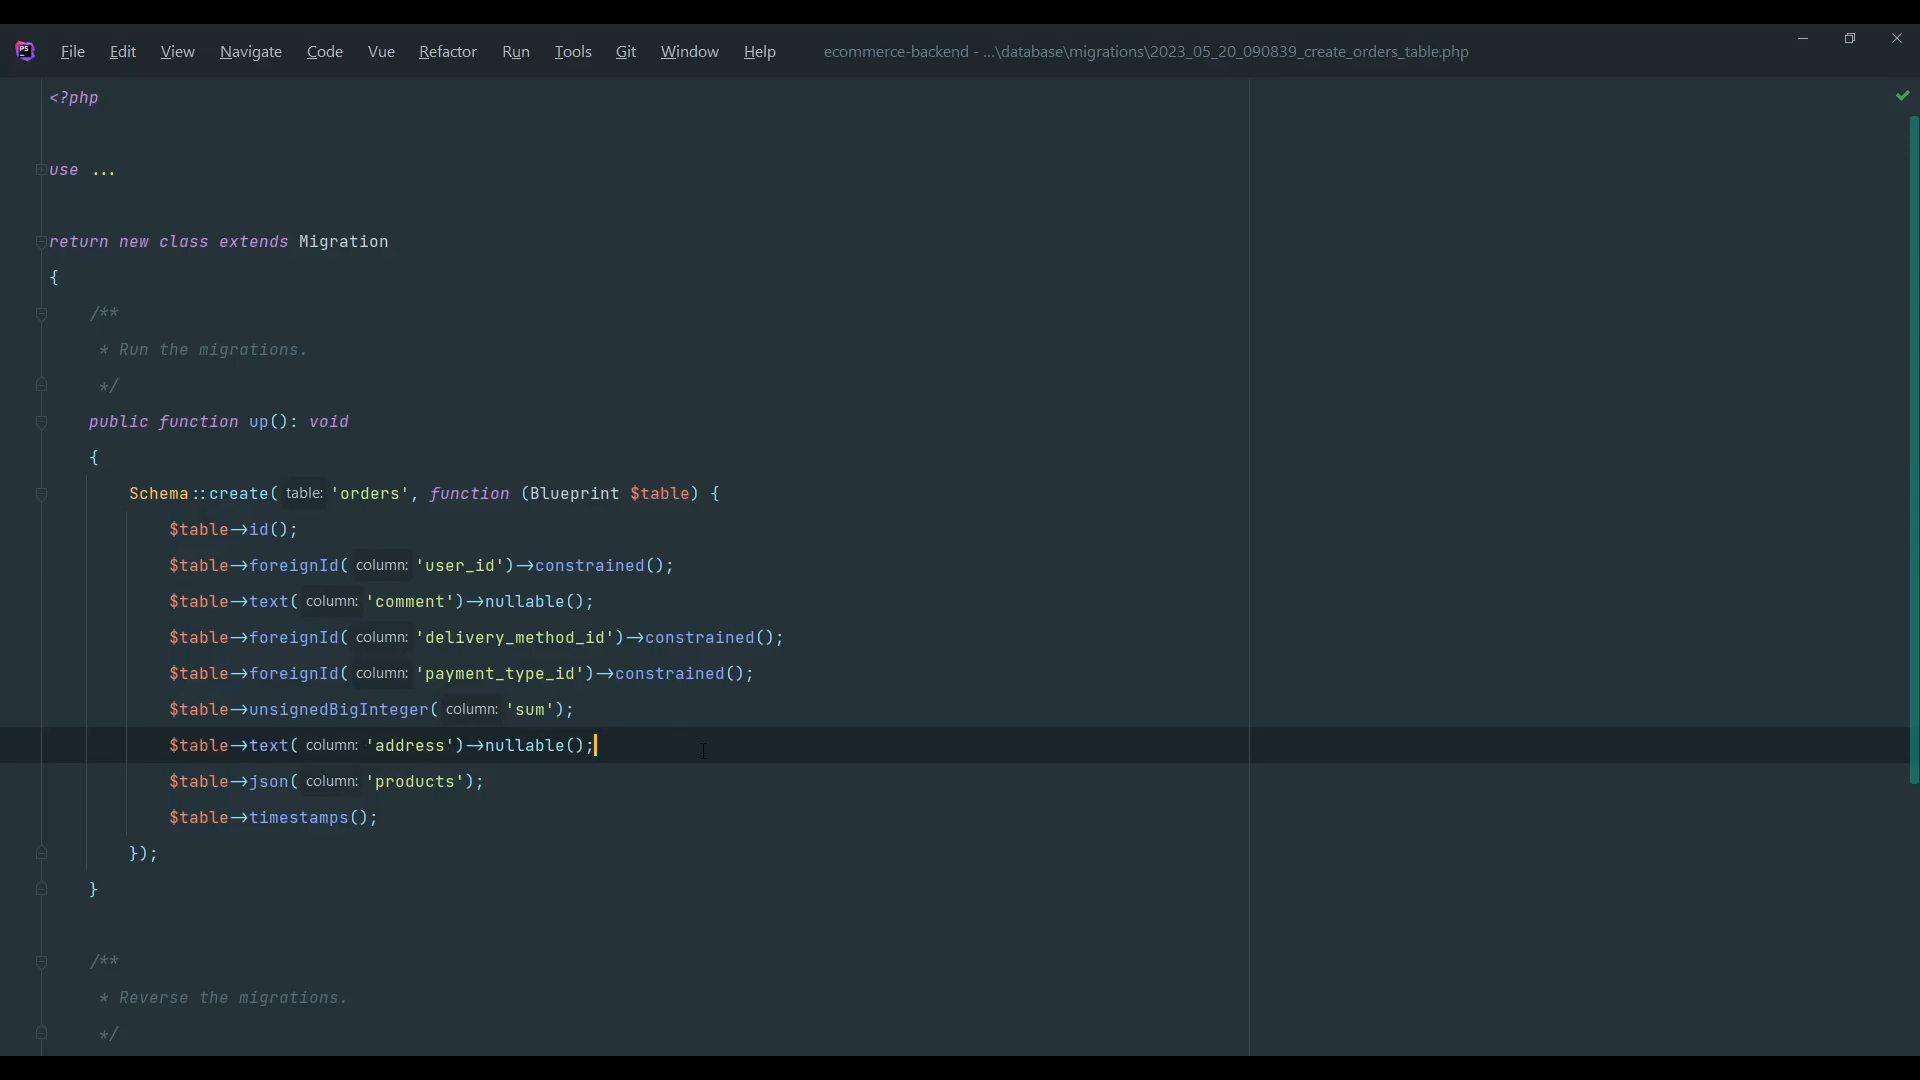 PS File Edit View Navigate Code Vue Refactor Run Tools Git Window Help ecommerce-backend - ...\database\migrations\2023_05_20_090839_create_orders_table.php
<?php
use ...
return new class extends Migration
{
    /**
     * Run the migrations.
     */
    public function up(): void
    {
        Schema::create( table: 'orders', function (Blueprint $table) {
            $table->id();
            $table->foreignId( column: 'user_id')->constrained();
            $table->text( column: 'comment')->nullable();
            $table->foreignId( column: 'delivery_method_id')->constrained();
            $table->foreignId( column: 'payment_type_id')->constrained();
            $table->unsignedBigInteger( column: 'sum');
            $table->text( column: 'address')->nullable();
            $table->json( column: 'products');
            $table->timestamps();
        });
    }
    /**
     * Reverse the migrations.
     */